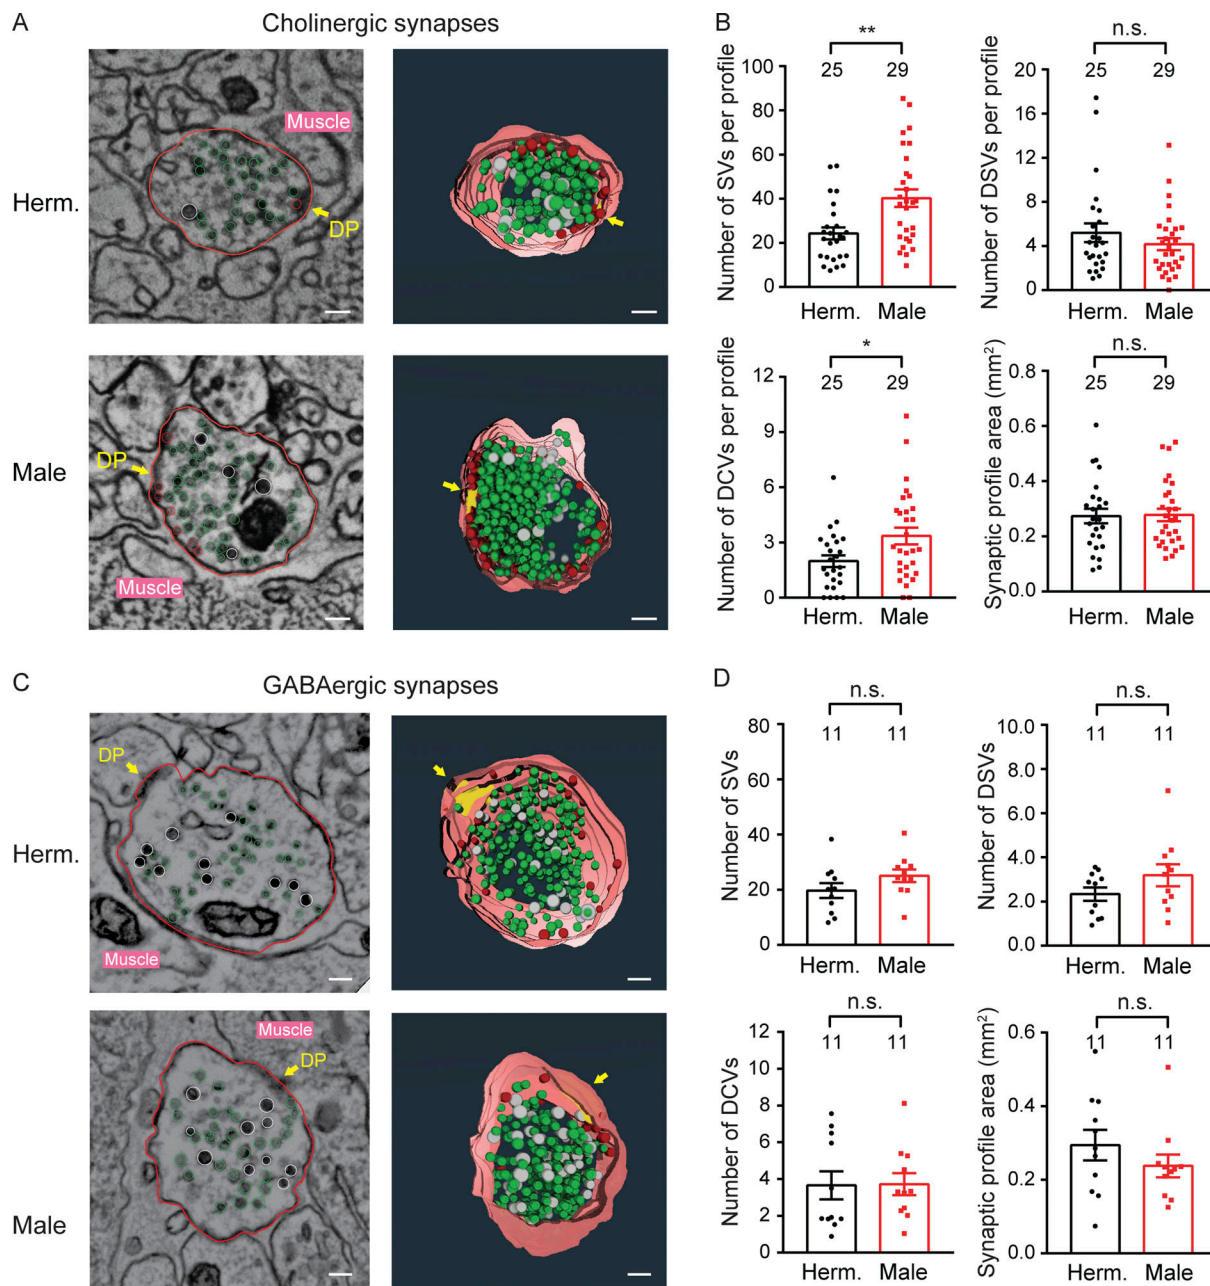 A
Cholinergic synapses
Herm.
Muscle
DP
Male
DP
Muscle
B
Number of SVs per profile
**
25 29
100
80
60
40
20
0
Herm. Male
Number of DSVs per profile
n.s.
25 29
20
16
12
8
4
0
Herm. Male
Number of DCVs per profile
*
25 29
12
9
6
3
0
Herm. Male
Synaptic profile area (mm²)
n.s.
25 29
0.8
0.6
0.4
0.2
0.0
Herm. Male
C
GABAergic synapses
Herm.
DP
Muscle
Male
Muscle
DP
D
Number of SVs
n.s.
11 11
80
60
40
20
0
Herm. Male
Number of DSVs
n.s.
11 11
10.0
8.0
6.0
4.0
2.0
0.0
Herm. Male
Number of DCVs
n.s.
11 11
12
10
8
6
4
2
0
Herm. Male
Synaptic profile area (mm²)
n.s.
11 11
0.6
0.4
0.2
0.0
Herm. Male